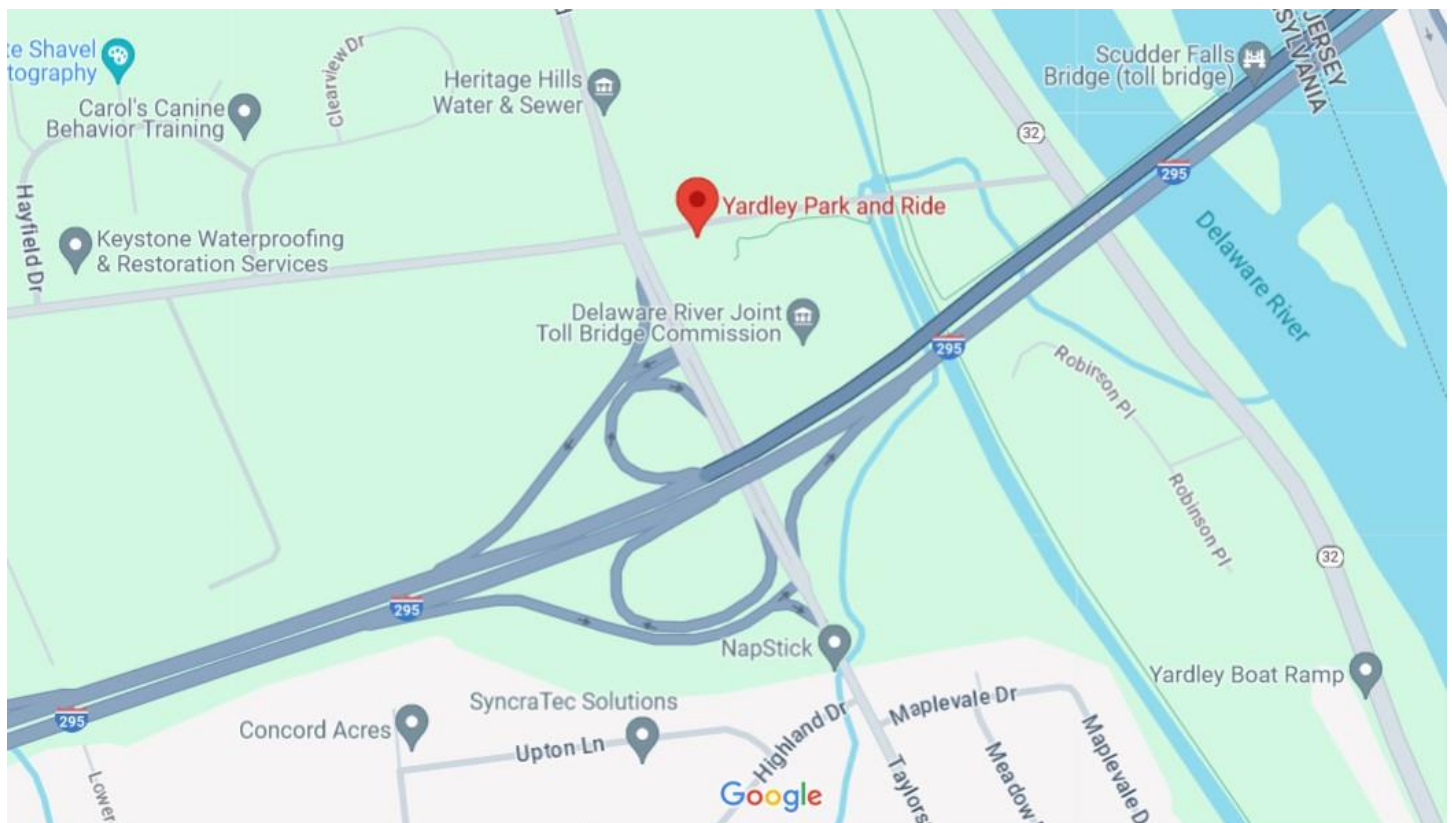 te Shavel
tography
Carol's Canine
Behavior Training
Clearview Dr
Heritage Hills
Water & Sewer
Scudder Falls
Bridge (toll bridge)
JERSEY
SYLVANIA
32
295
Hayfield Dr
Yardley Park and Ride
Keystone Waterproofing
& Restoration Services
Delaware River
Delaware River Joint
Toll Bridge Commission
295
Robinson Pl
Robinson Pl
32
295
NapStick
Yardley Boat Ramp
295
SyncraTec Solutions
Concord Acres
Upton Ln
Highland Dr
Maplevale Dr
Maplevale D
Meadow
Taylors
Lower
Google